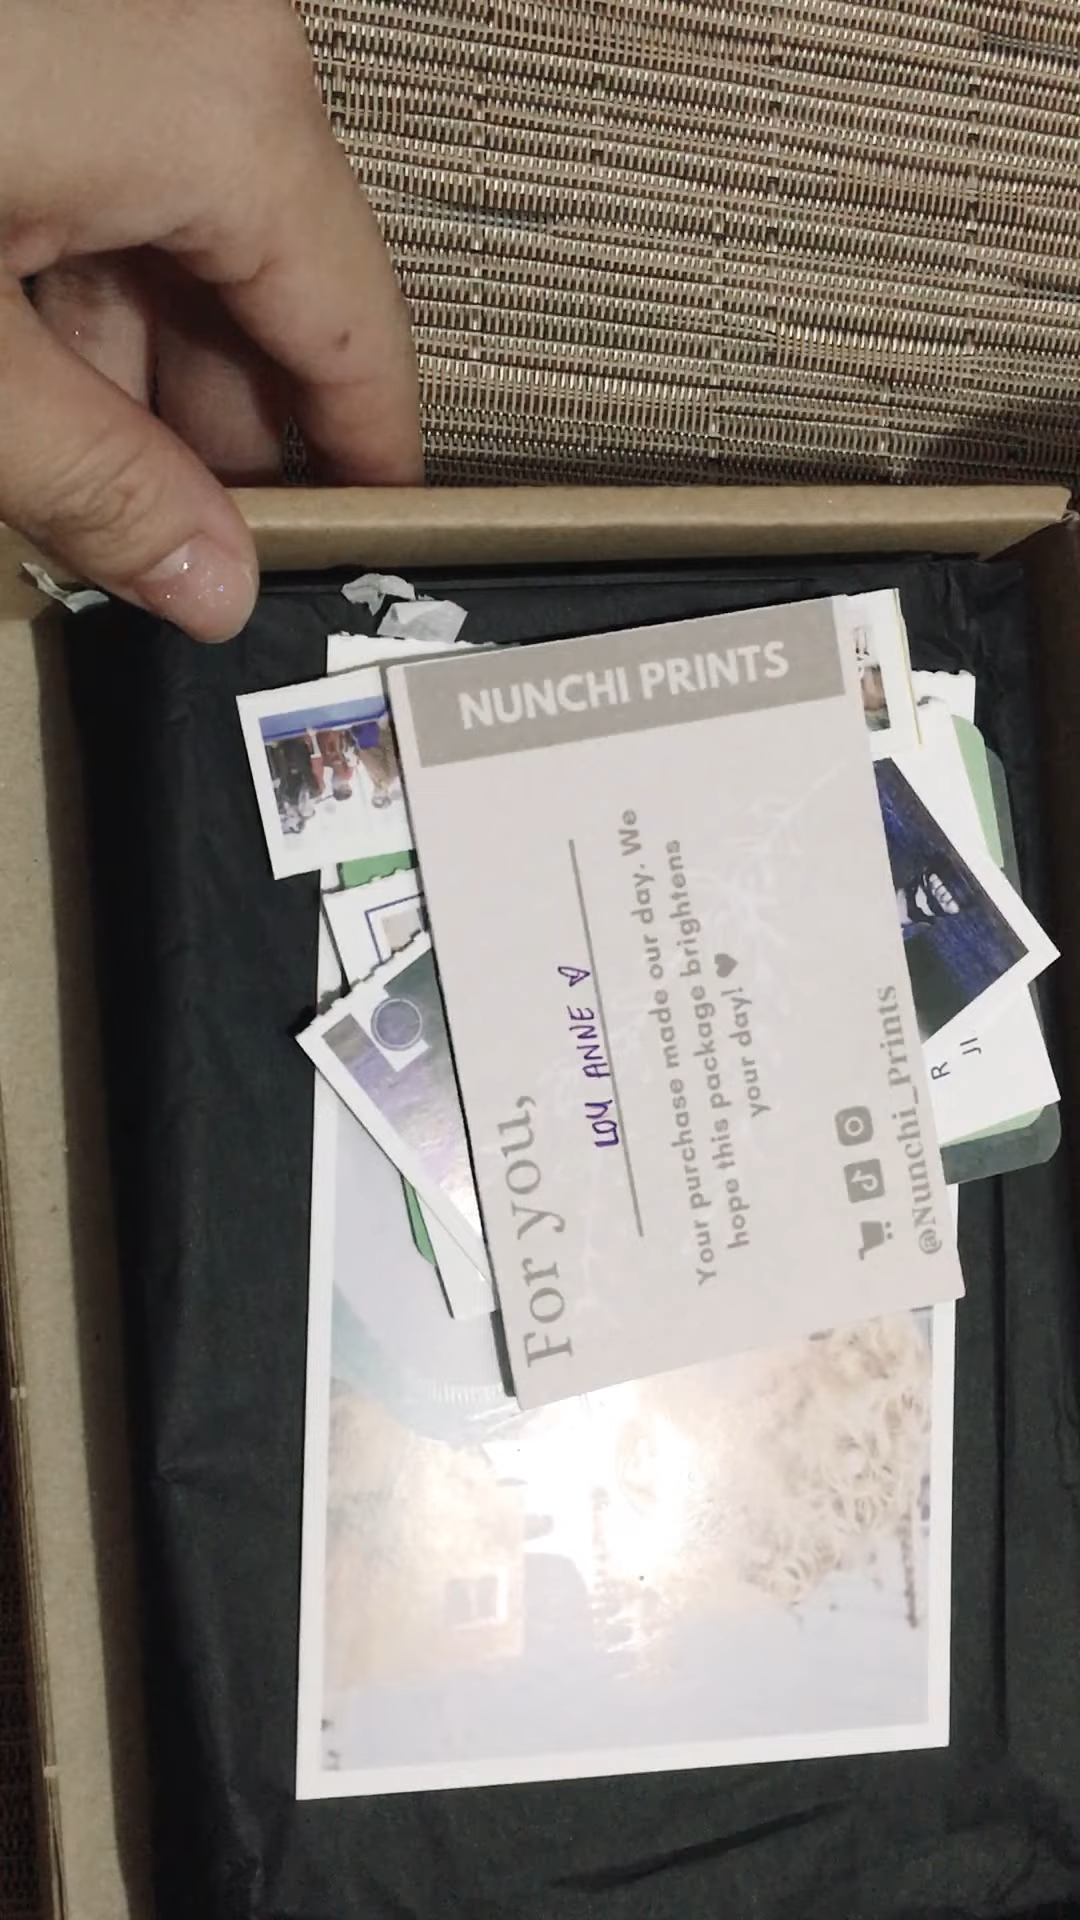 NUNCHI PRINTS
For you,
LOU ANNE
Your purchase made our day. We
hope this package brightens
your day! ♥
@Nunchi_Prints
R
JI